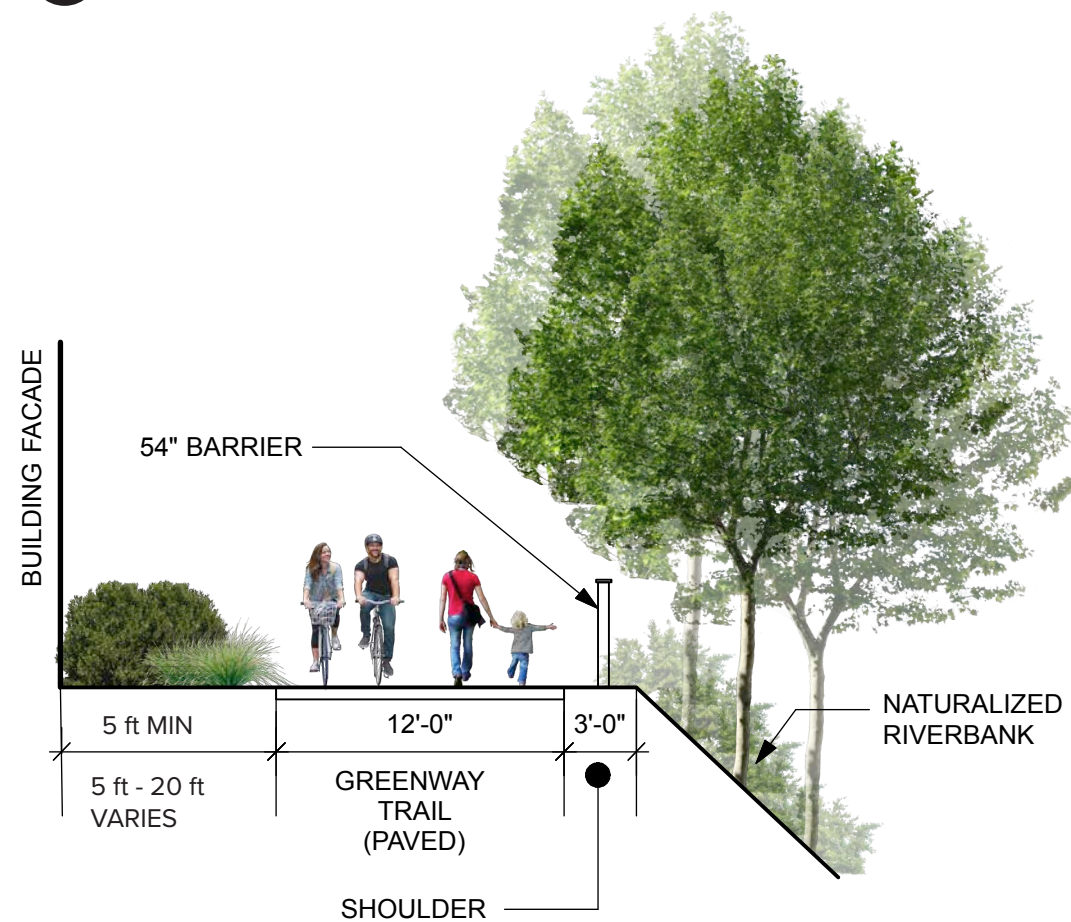 BUILDING FACADE
54" BARRIER
5 ft MIN
12'-0"
3'-0"
NATURALIZED
RIVERBANK
5 ft - 20 ft
VARIES
GREENWAY
TRAIL
(PAVED)
SHOULDER